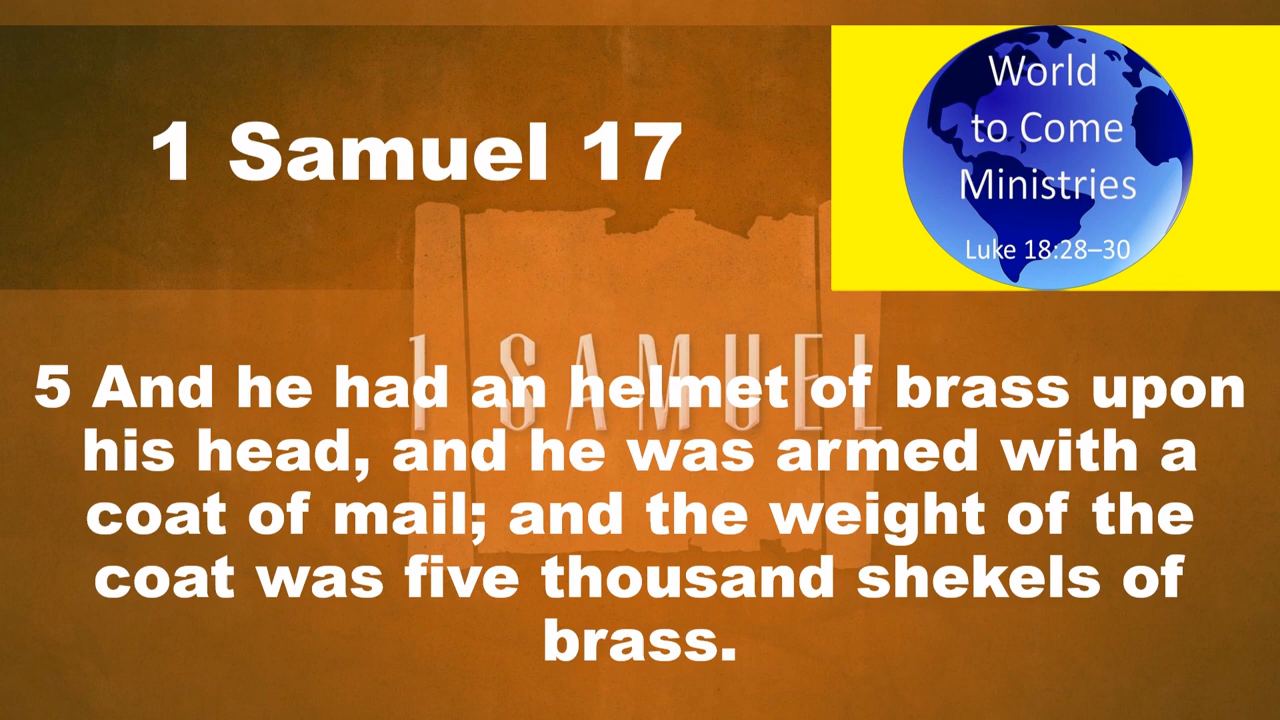 1 Samuel 17
World
to Come
Ministries
Luke 18:28–30
1 SAMUEL
5 And he had an helmet of brass upon
his head, and he was armed with a
coat of mail; and the weight of the
coat was five thousand shekels of
brass.